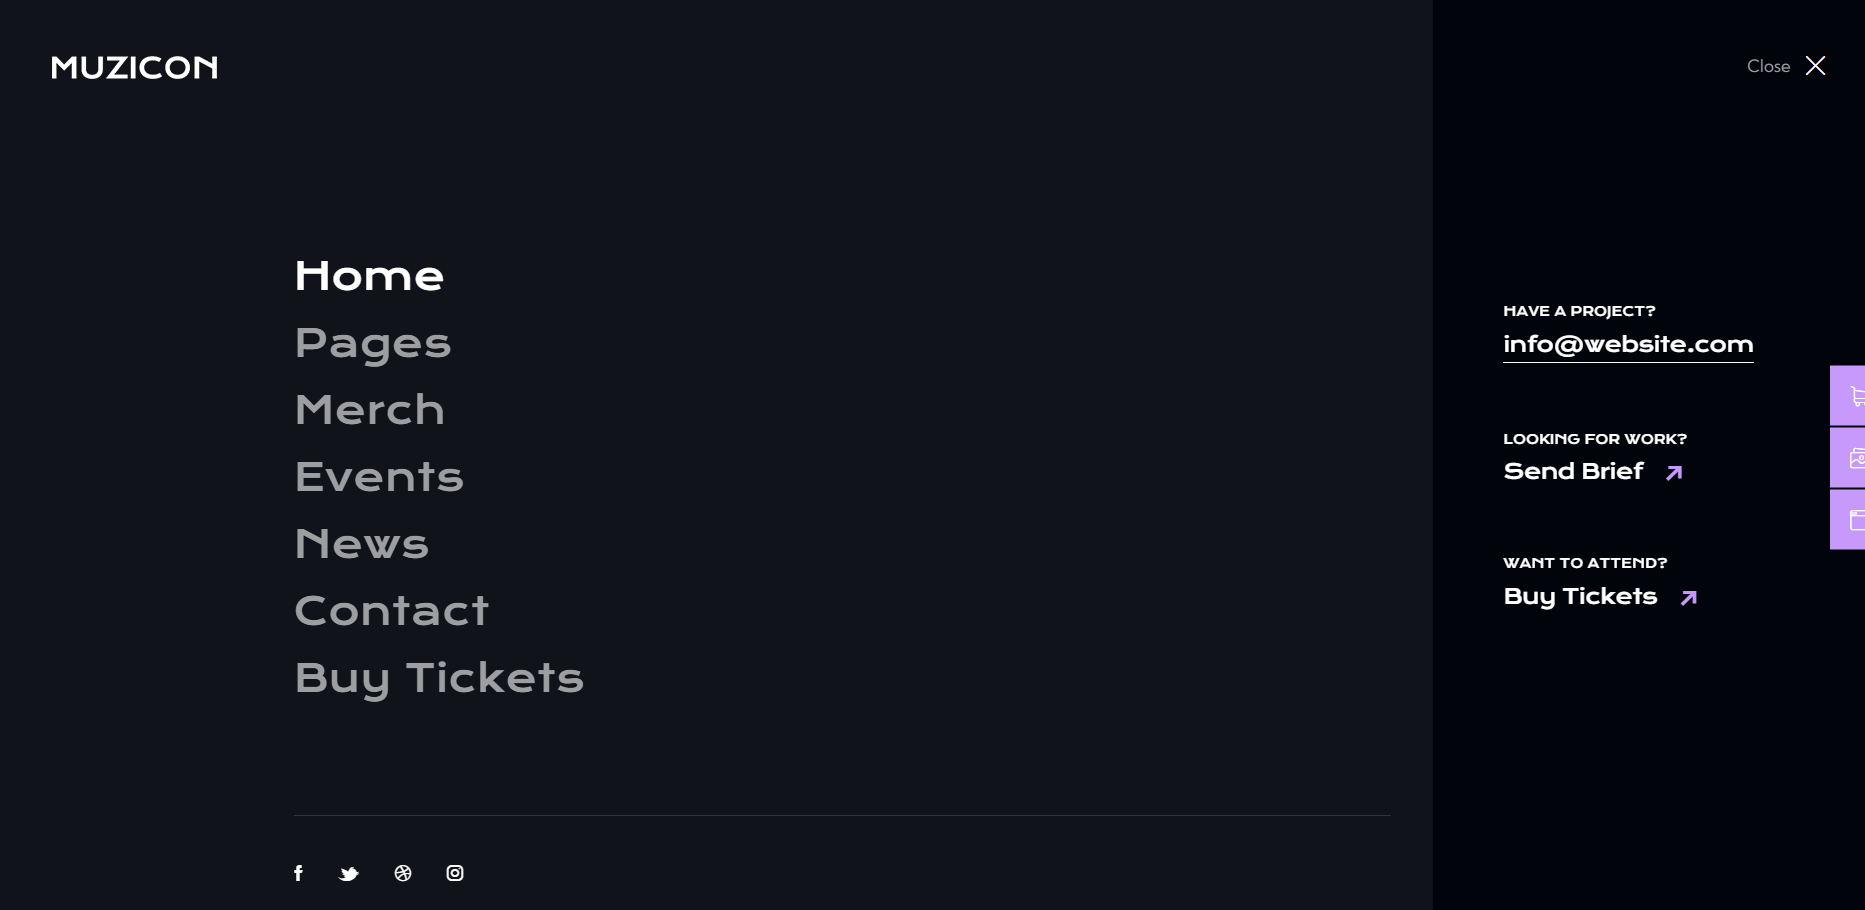 MUZICON
Close
Home
Pages
Merch
Events
News
Contact
Buy Tickets
HAVE A PROJECT?
info@website.com
LOOKING FOR WORK?
Send Brief
WANT TO ATTEND?
Buy Tickets